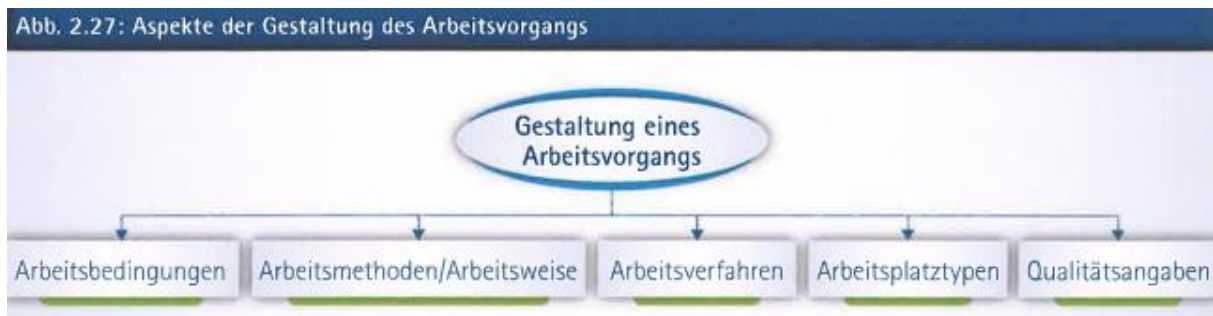 Abb. 2.27: Aspekte der Gestaltung des Arbeitsvorgangs
Gestaltung eines
Arbeitsvorgangs
Arbeitsbedingungen
Arbeitsmethoden/Arbeitsweise
Arbeitsverfahren
Arbeitsplatztypen
Qualitätsangaben